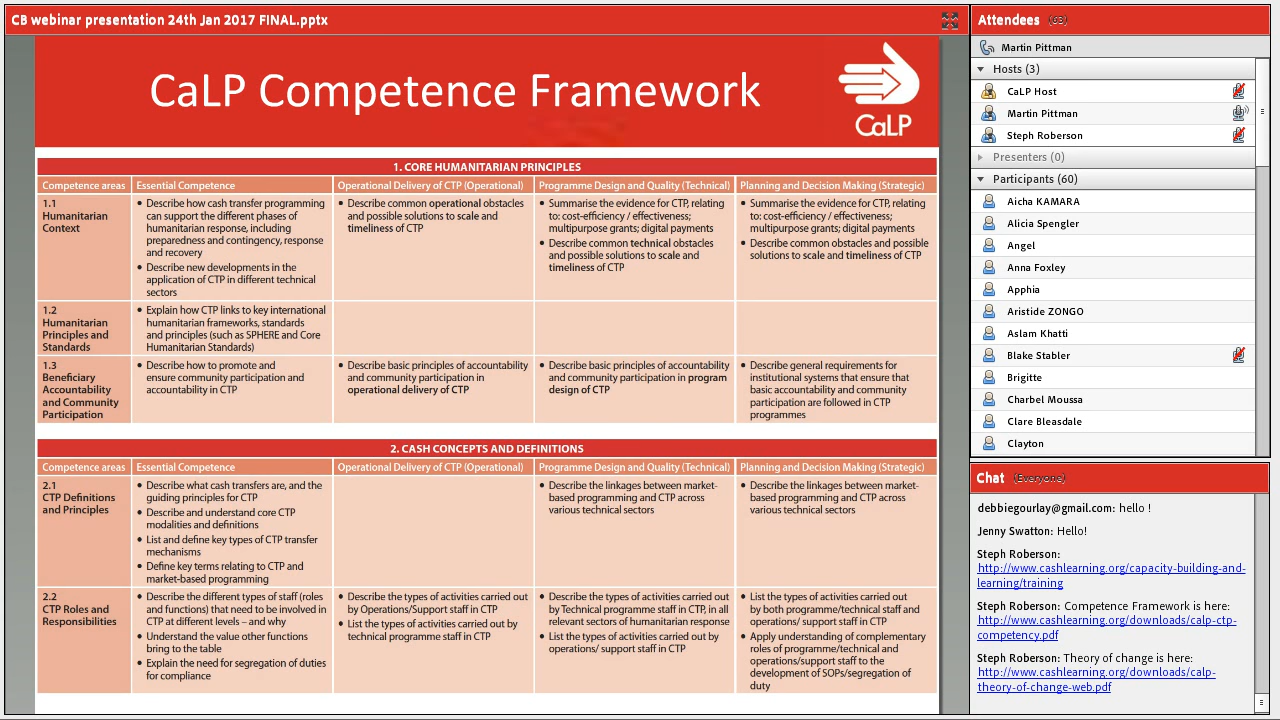 CB webinar presentation 24th Jan 2017 FINAL.pptx
CaLP Competence Framework
CaLP
1. CORE HUMANITARIAN PRINCIPLES
Competence areas
Essential Competence
Operational Delivery of CTP (Operational)
Programme Design and Quality (Technical)
Planning and Decision Making (Strategic)
1.1
Humanitarian
Context
• Describe how cash transfer programming
can support the different phases of
humanitarian response, including
preparedness and contingency, response
and recovery
• Describe new developments in the
application of CTP in different technical
sectors
• Describe common operational obstacles
and possible solutions to scale and
timeliness of CTP
• Summarise the evidence for CTP, relating
to: cost-efficiency / effectiveness;
multipurpose grants; digital payments
• Describe common technical obstacles
and possible solutions to scale and
timeliness of CTP
• Summarise the evidence for CTP, relating
to: cost-efficiency / effectiveness;
multipurpose grants; digital payments
• Describe common obstacles and possible
solutions to scale and timeliness of CTP
1.2
Humanitarian
Principles and
Standards
• Explain how CTP links to key international
humanitarian frameworks, standards
and principles (such as SPHERE and Core
Humanitarian Standards)
1.3
Beneficiary
Accountability
and Community
Participation
• Describe how to promote and
ensure community participation and
accountability in CTP
• Describe basic principles of accountability
and community participation in
operational delivery of CTP
• Describe basic principles of accountability
and community participation in program
design of CTP
• Describe general requirements for
institutional systems that ensure that
basic accountability and community
participation are followed in CTP
programmes
2. CASH CONCEPTS AND DEFINITIONS
Competence areas
Essential Competence
Operational Delivery of CTP (Operational)
Programme Design and Quality (Technical)
Planning and Decision Making (Strategic)
2.1
CTP Definitions
and Principles
• Describe what cash transfers are, and the
guiding principles for CTP
• Describe and understand core CTP
modalities and definitions
• List and define key types of CTP transfer
mechanisms
• Define key terms relating to CTP and
market-based programming
• Describe the linkages between market-
based programming and CTP across
various technical sectors
• Describe the linkages between market-
based programming and CTP across
various technical sectors
2.2
CTP Roles and
Responsibilities
• Describe the different types of staff (roles
and functions) that need to be involved in
CTP at different levels – and why
• Understand the value other functions
bring to the table
• Explain the need for segregation of duties
for compliance
• Describe the types of activities carried out
by Operations/Support staff in CTP
• List the types of activities carried out by
technical programme staff in CTP
• Describe the types of activities carried out
by Technical programme staff in CTP, in all
relevant sectors of humanitarian response
• List the types of activities carried out by
operations/ support staff in CTP
• List the types of activities carried out
by both programme/technical staff and
operations/ support staff in CTP
• Apply understanding of complementary
roles of programme/technical and
operations/support staff to the
development of SOPs/segregation of
duty
Attendees (63)
Martin Pittman
Hosts (3)
CaLP Host
Martin Pittman
Steph Roberson
Presenters (0)
Participants (60)
Aicha KAMARA
Alicia Spengler
Angel
Anna Foxley
Apphia
Aristide ZONGO
Aslam Khatti
Blake Stabler
Brigitte
Charbel Moussa
Clare Bleasdale
Clayton
Chat (Everyone)
debbiegourlay@gmail.com: hello !
Jenny Swatton: Hello!
Steph Roberson:
http://www.cashlearning.org/capacity-building-and-
learning/training
Steph Roberson: Competence Framework is here:
http://www.cashlearning.org/downloads/calp-ctp-
competency.pdf
Steph Roberson: Theory of change is here:
http://www.cashlearning.org/downloads/calp-
theory-of-change-web.pdf